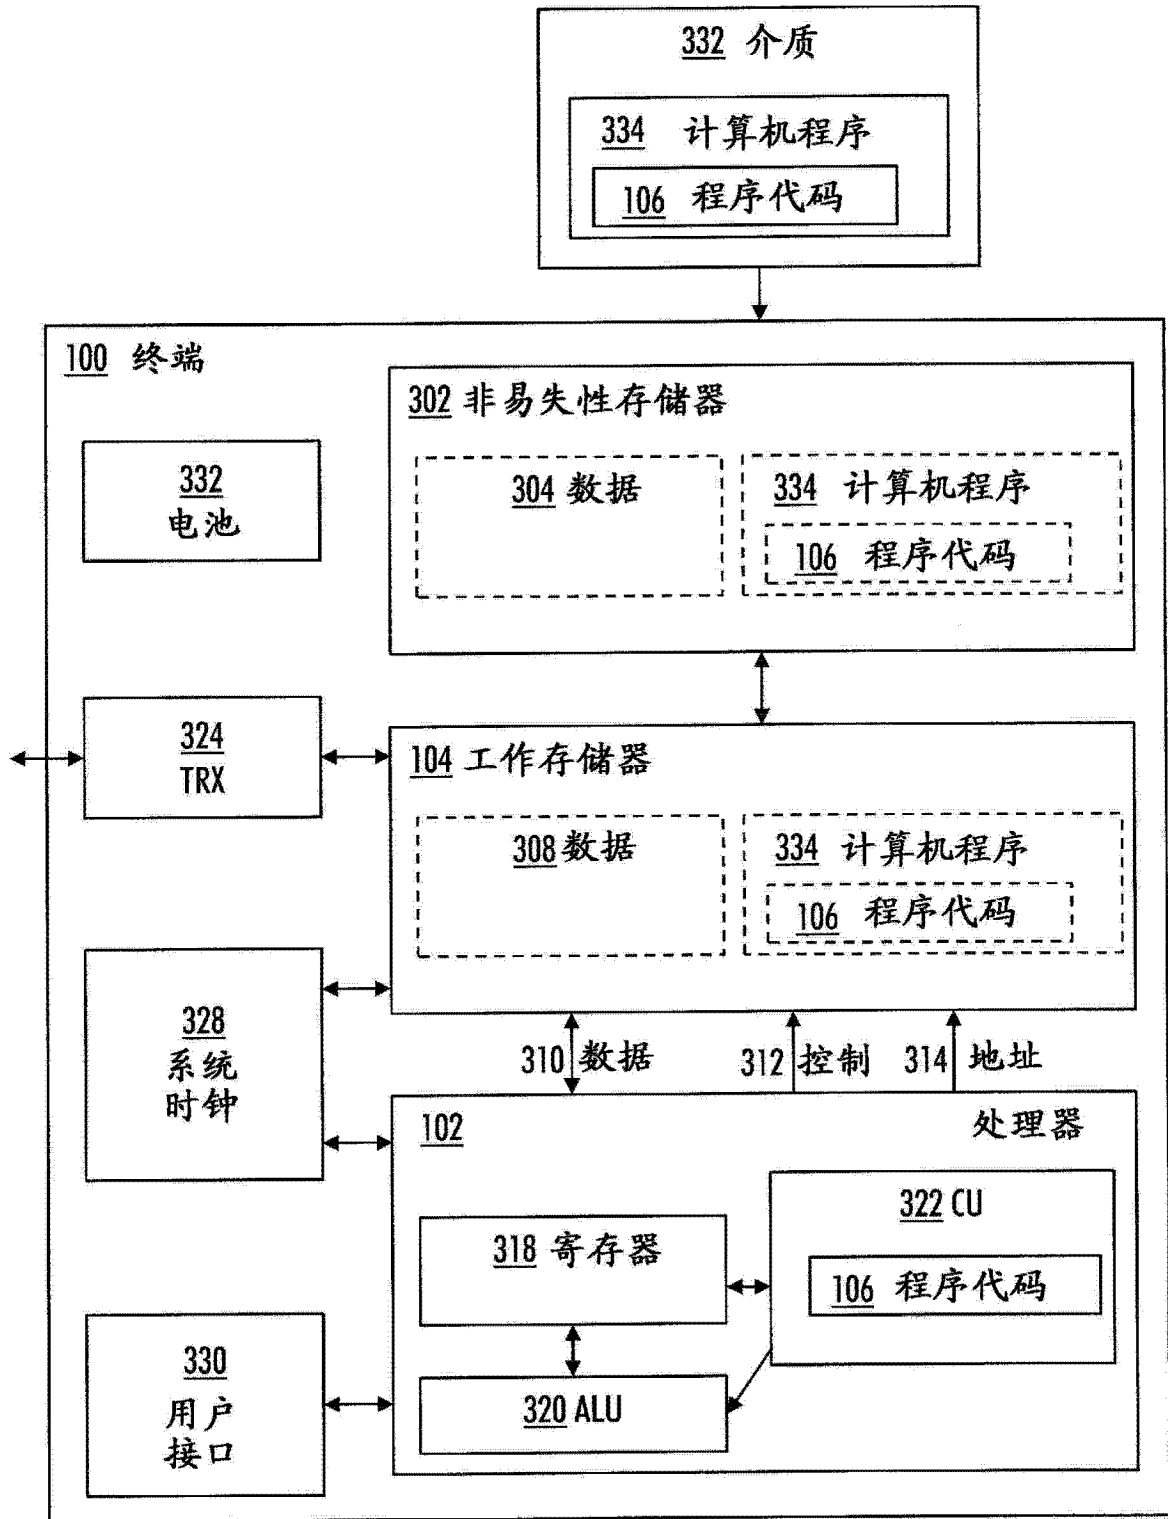 332 介质
334 计算机程序
106 程序代码
100 终端
302 非易失性存储器
332
电池
304 数据
334 计算机程序
106 程序代码
324
TRX
104 工作存储器
308 数据
334 计算机程序
106 程序代码
328
系统
时钟
310 数据
312 控制
314 地址
102
处理器
318 寄存器
322 CU
106 程序代码
320 ALU
330
用户
接口